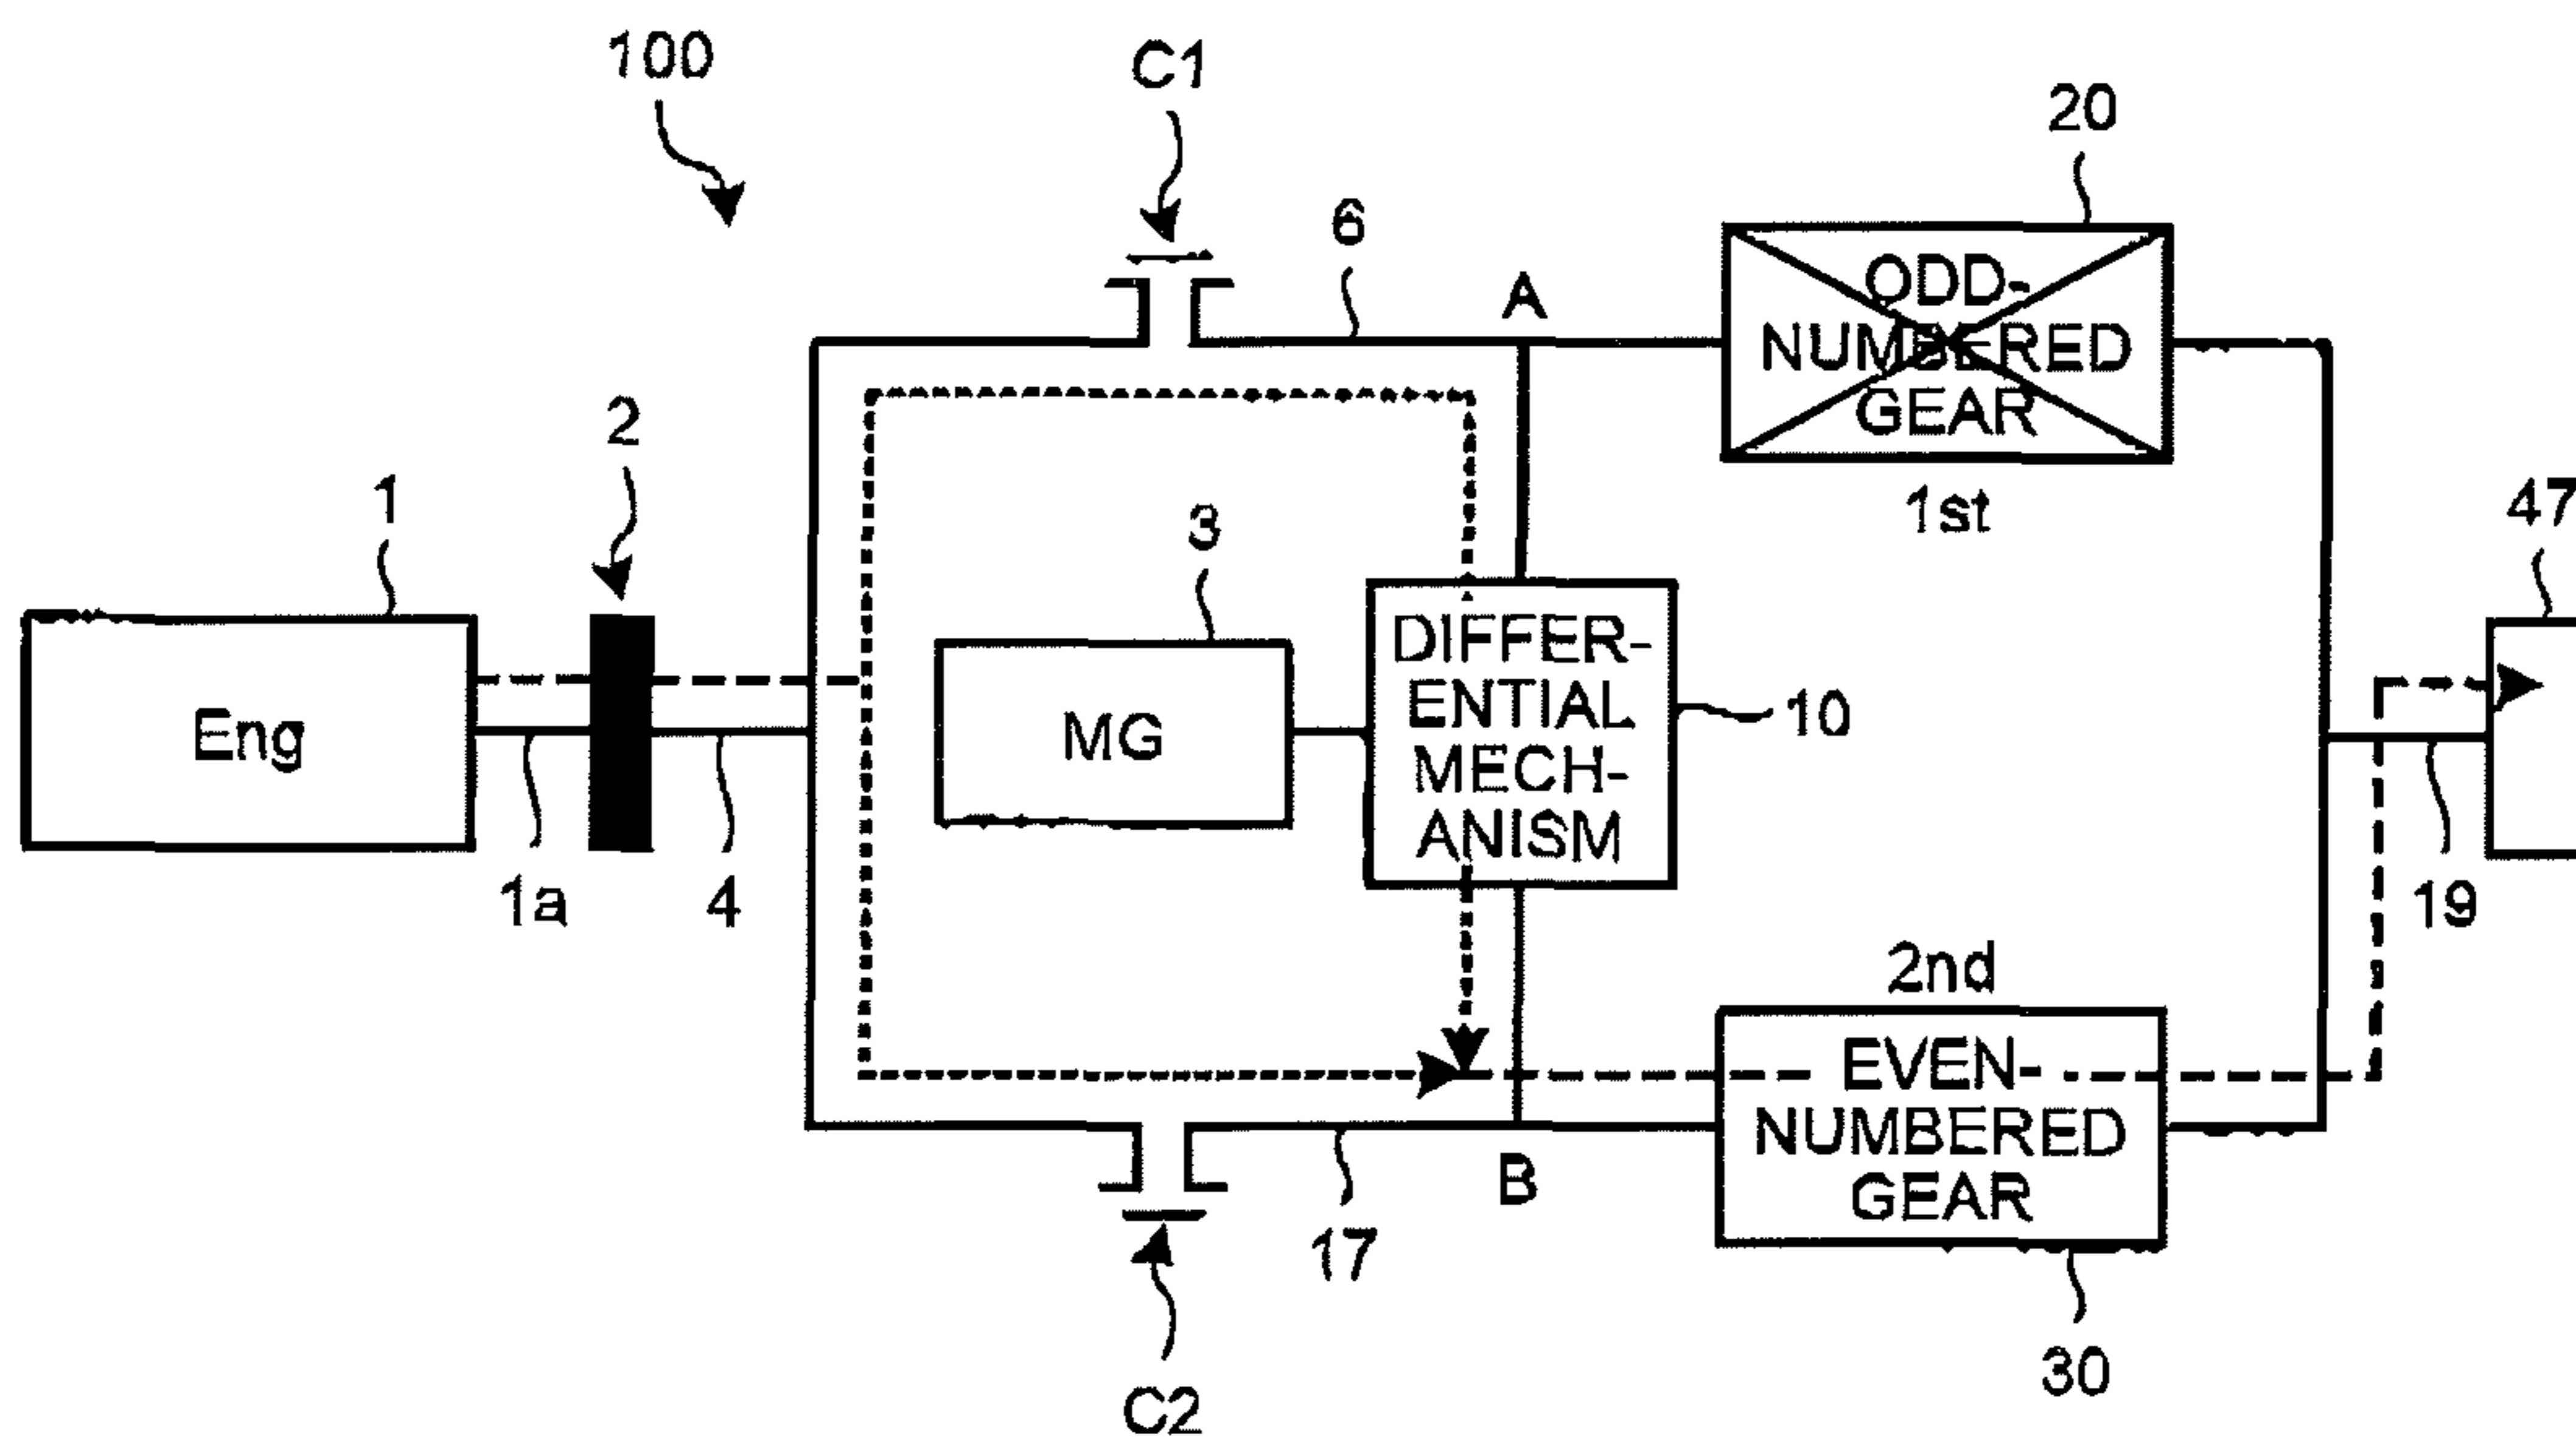 100
C1
20
6
A
ODD-
NUMBERED
GEAR
1st
2
1
3
47
Eng
MG
DIFFER-
ENTIAL
MECH-
ANISM
10
1a
4
19
2nd
EVEN-
NUMBERED
GEAR
B
17
30
C2